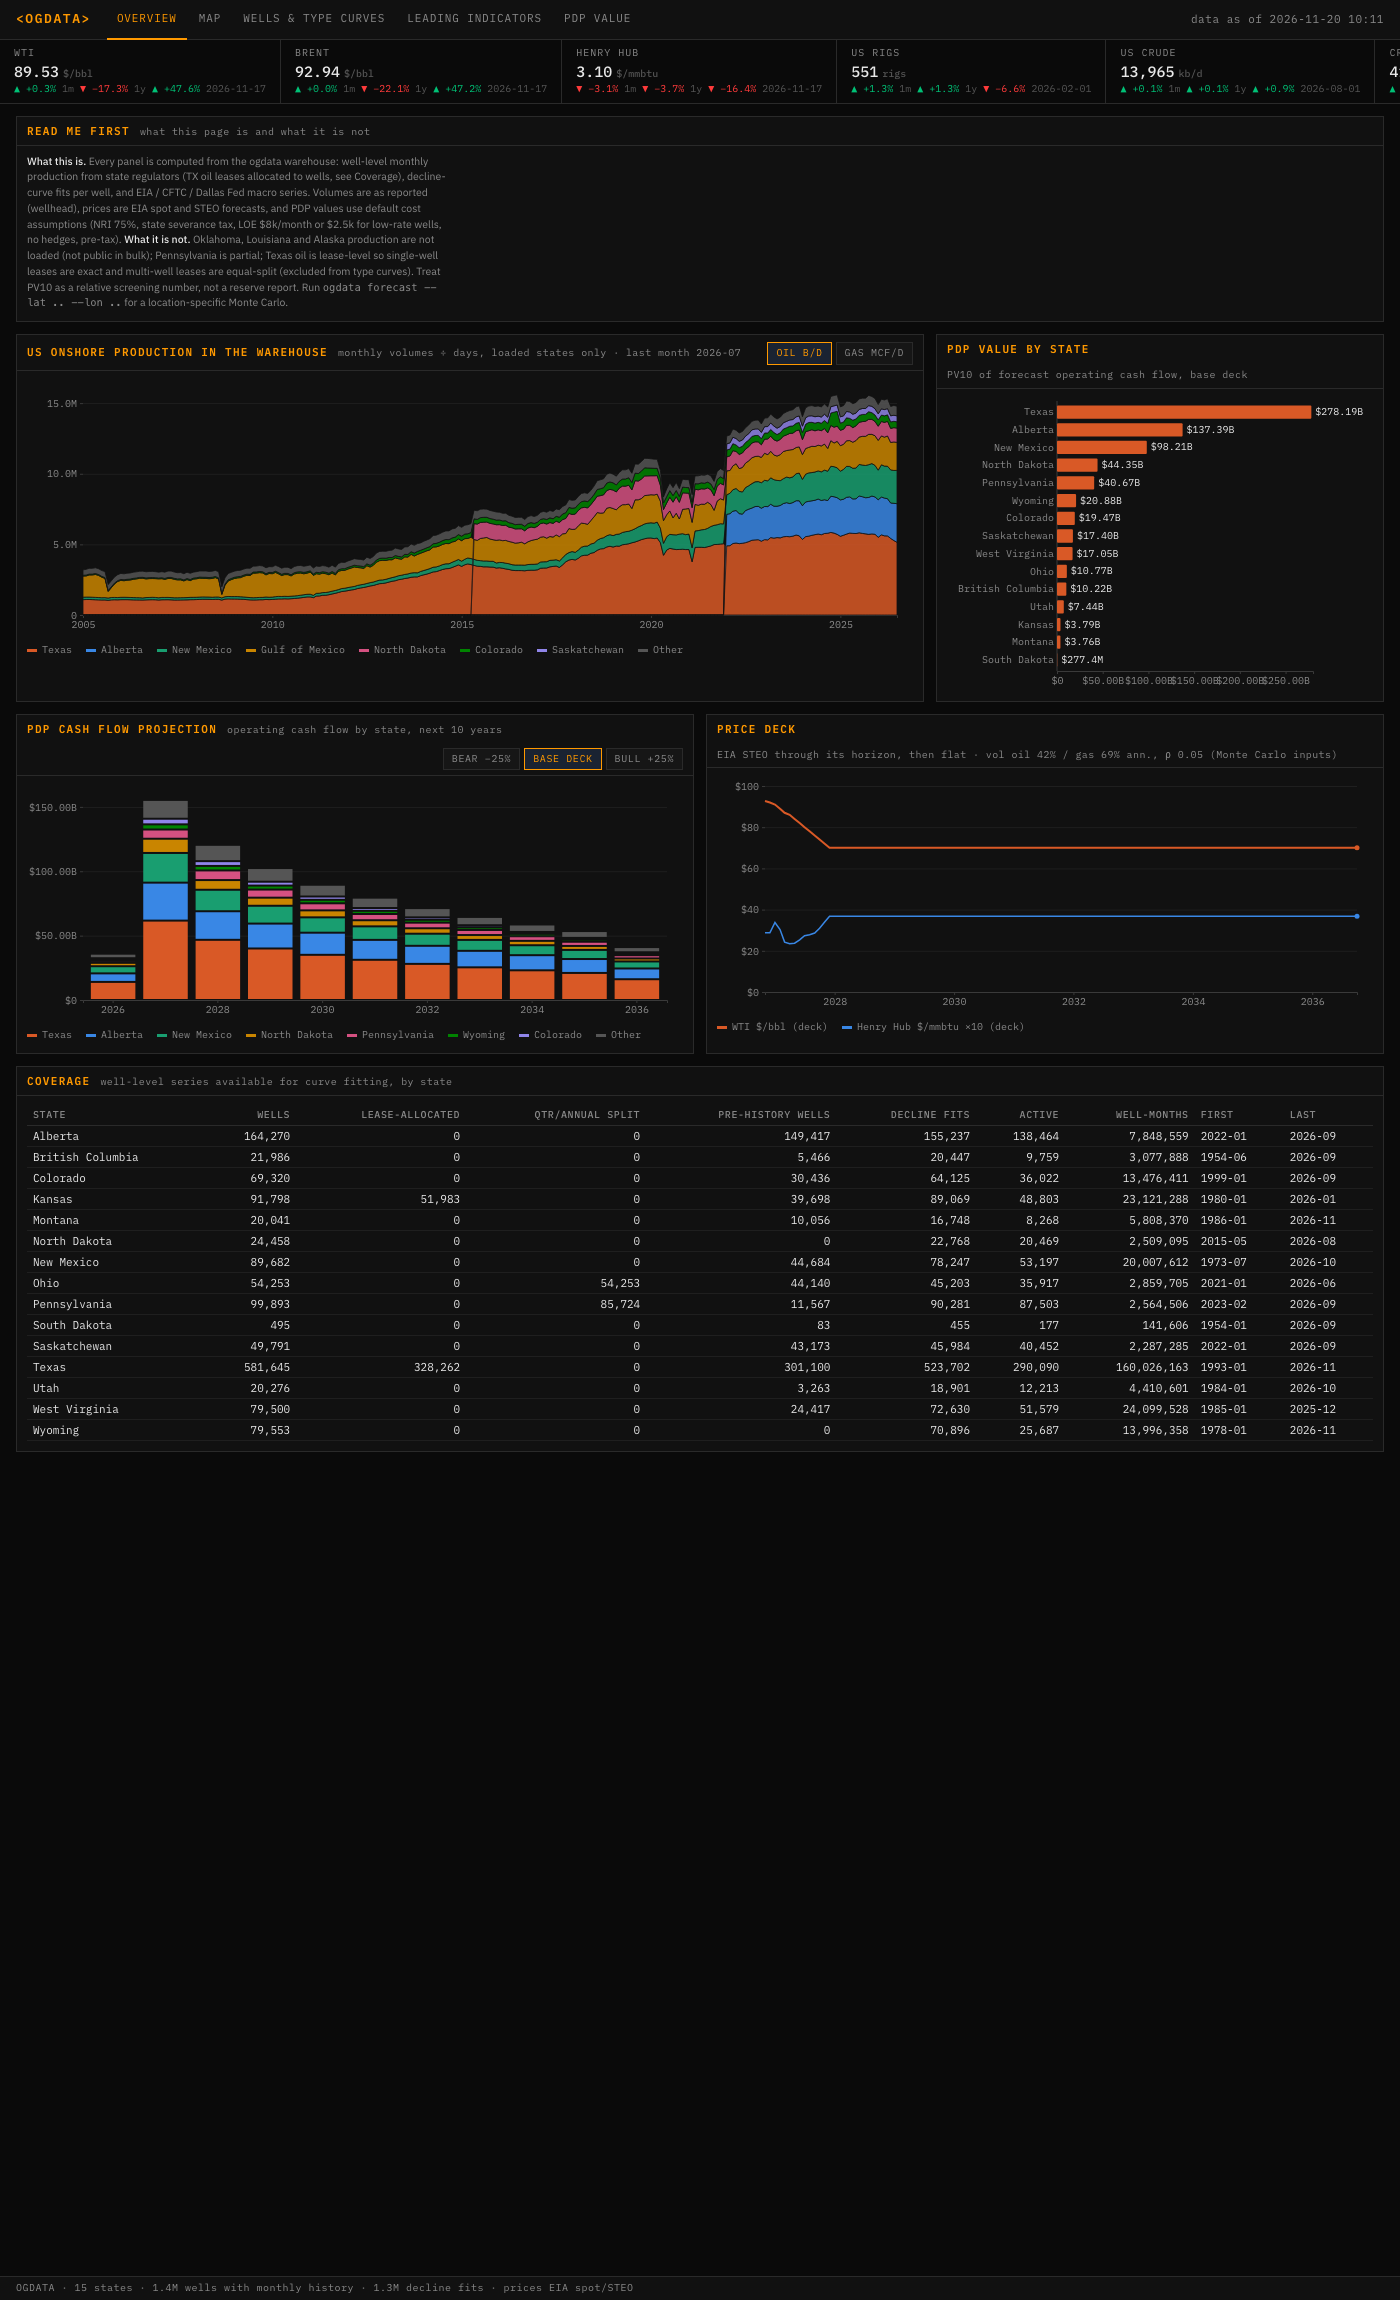 <OGDATA> OVERVIEW MAP WELLS & TYPE CURVES LEADING INDICATORS PDP VALUE data as of 2026-11-20 10:11
WTI
89.53 $/bbl
▲ +0.3% 1m ▼ −17.3% 1y ▲ +47.6% 2026-11-17
BRENT
92.94 $/bbl
▲ +0.0% 1m ▼ −22.1% 1y ▲ +47.2% 2026-11-17
HENRY HUB
3.10 $/mmbtu
▼ −3.1% 1m ▼ −3.7% 1y ▼ −16.4% 2026-11-17
US RIGS
551 rigs
▲ +1.3% 1m ▲ +1.3% 1y ▼ −6.6% 2026-02-01
US CRUDE
13,965 kb/d
▲ +0.1% 1m ▲ +0.1% 1y ▲ +0.9% 2026-08-01
READ ME FIRST what this page is and what it is not
What this is. Every panel is computed from the ogdata warehouse: well-level monthly
production from state regulators (TX oil leases allocated to wells, see Coverage), decline-
curve fits per well, and EIA / CFTC / Dallas Fed macro series. Volumes are as reported
(wellhead), prices are EIA spot and STEO forecasts, and PDP values use default cost
assumptions (NRI 75%, state severance tax, LOE $8k/month or $2.5k for low-rate wells,
no hedges, pre-tax). What it is not. Oklahoma, Louisiana and Alaska production are not
loaded (not public in bulk); Pennsylvania is partial; Texas oil is lease-level so single-well
leases are exact and multi-well leases are equal-split (excluded from type curves). Treat
PV10 as a relative screening number, not a reserve report. Run ogdata forecast --
lat .. --lon .. for a location-specific Monte Carlo.
US ONSHORE PRODUCTION IN THE WAREHOUSE monthly volumes ÷ days, loaded states only · last month 2026-07 OIL B/D GAS MCF/D
15.0M
10.0M
5.0M
0
2005 2010 2015 2020 2025
Texas Alberta New Mexico Gulf of Mexico North Dakota Colorado Saskatchewan Other
PDP VALUE BY STATE
PV10 of forecast operating cash flow, base deck
Texas $278.19B
Alberta $137.39B
New Mexico $98.21B
North Dakota $44.35B
Pennsylvania $40.67B
Wyoming $20.88B
Colorado $19.47B
Saskatchewan $17.40B
West Virginia $17.05B
Ohio $10.77B
British Columbia $10.22B
Utah $7.44B
Kansas $3.79B
Montana $3.76B
South Dakota $277.4M
$0 $50.00B $100.00B $150.00B $200.00B $250.00B
PDP CASH FLOW PROJECTION operating cash flow by state, next 10 years
BEAR −25% BASE DECK BULL +25%
$150.00B
$100.00B
$50.00B
$0
2026 2028 2030 2032 2034 2036
Texas Alberta New Mexico North Dakota Pennsylvania Wyoming Colorado Other
PRICE DECK
EIA STEO through its horizon, then flat · vol oil 42% / gas 69% ann., ρ 0.05 (Monte Carlo inputs)
$100
$80
$60
$40
$20
$0
2028 2030 2032 2034 2036
WTI $/bbl (deck) Henry Hub $/mmbtu ×10 (deck)
COVERAGE well-level series available for curve fitting, by state
STATE WELLS LEASE-ALLOCATED QTR/ANNUAL SPLIT PRE-HISTORY WELLS DECLINE FITS ACTIVE WELL-MONTHS FIRST LAST
Alberta 164,270 0 0 149,417 155,237 138,464 7,848,559 2022-01 2026-09
British Columbia 21,986 0 0 5,466 20,447 9,759 3,077,888 1954-06 2026-09
Colorado 69,320 0 0 30,436 64,125 36,022 13,476,411 1999-01 2026-09
Kansas 91,798 51,983 0 39,698 89,069 48,803 23,121,288 1980-01 2026-01
Montana 20,041 0 0 10,056 16,748 8,268 5,808,370 1986-01 2026-11
North Dakota 24,458 0 0 0 22,768 20,469 2,509,095 2015-05 2026-08
New Mexico 89,682 0 0 44,684 78,247 53,197 20,007,612 1973-07 2026-10
Ohio 54,253 0 54,253 44,140 45,203 35,917 2,859,705 2021-01 2026-06
Pennsylvania 99,893 0 85,724 11,567 90,281 87,503 2,564,506 2023-02 2026-09
South Dakota 495 0 0 83 455 177 141,606 1954-01 2026-09
Saskatchewan 49,791 0 0 43,173 45,984 40,452 2,287,285 2022-01 2026-09
Texas 581,645 328,262 0 301,100 523,702 290,090 160,026,163 1993-01 2026-11
Utah 20,276 0 0 3,263 18,901 12,213 4,410,601 1984-01 2026-10
West Virginia 79,500 0 0 24,417 72,630 51,579 24,099,528 1985-01 2025-12
Wyoming 79,553 0 0 0 70,896 25,687 13,996,358 1978-01 2026-11
OGDATA · 15 states · 1.4M wells with monthly history · 1.3M decline fits · prices EIA spot/STEO